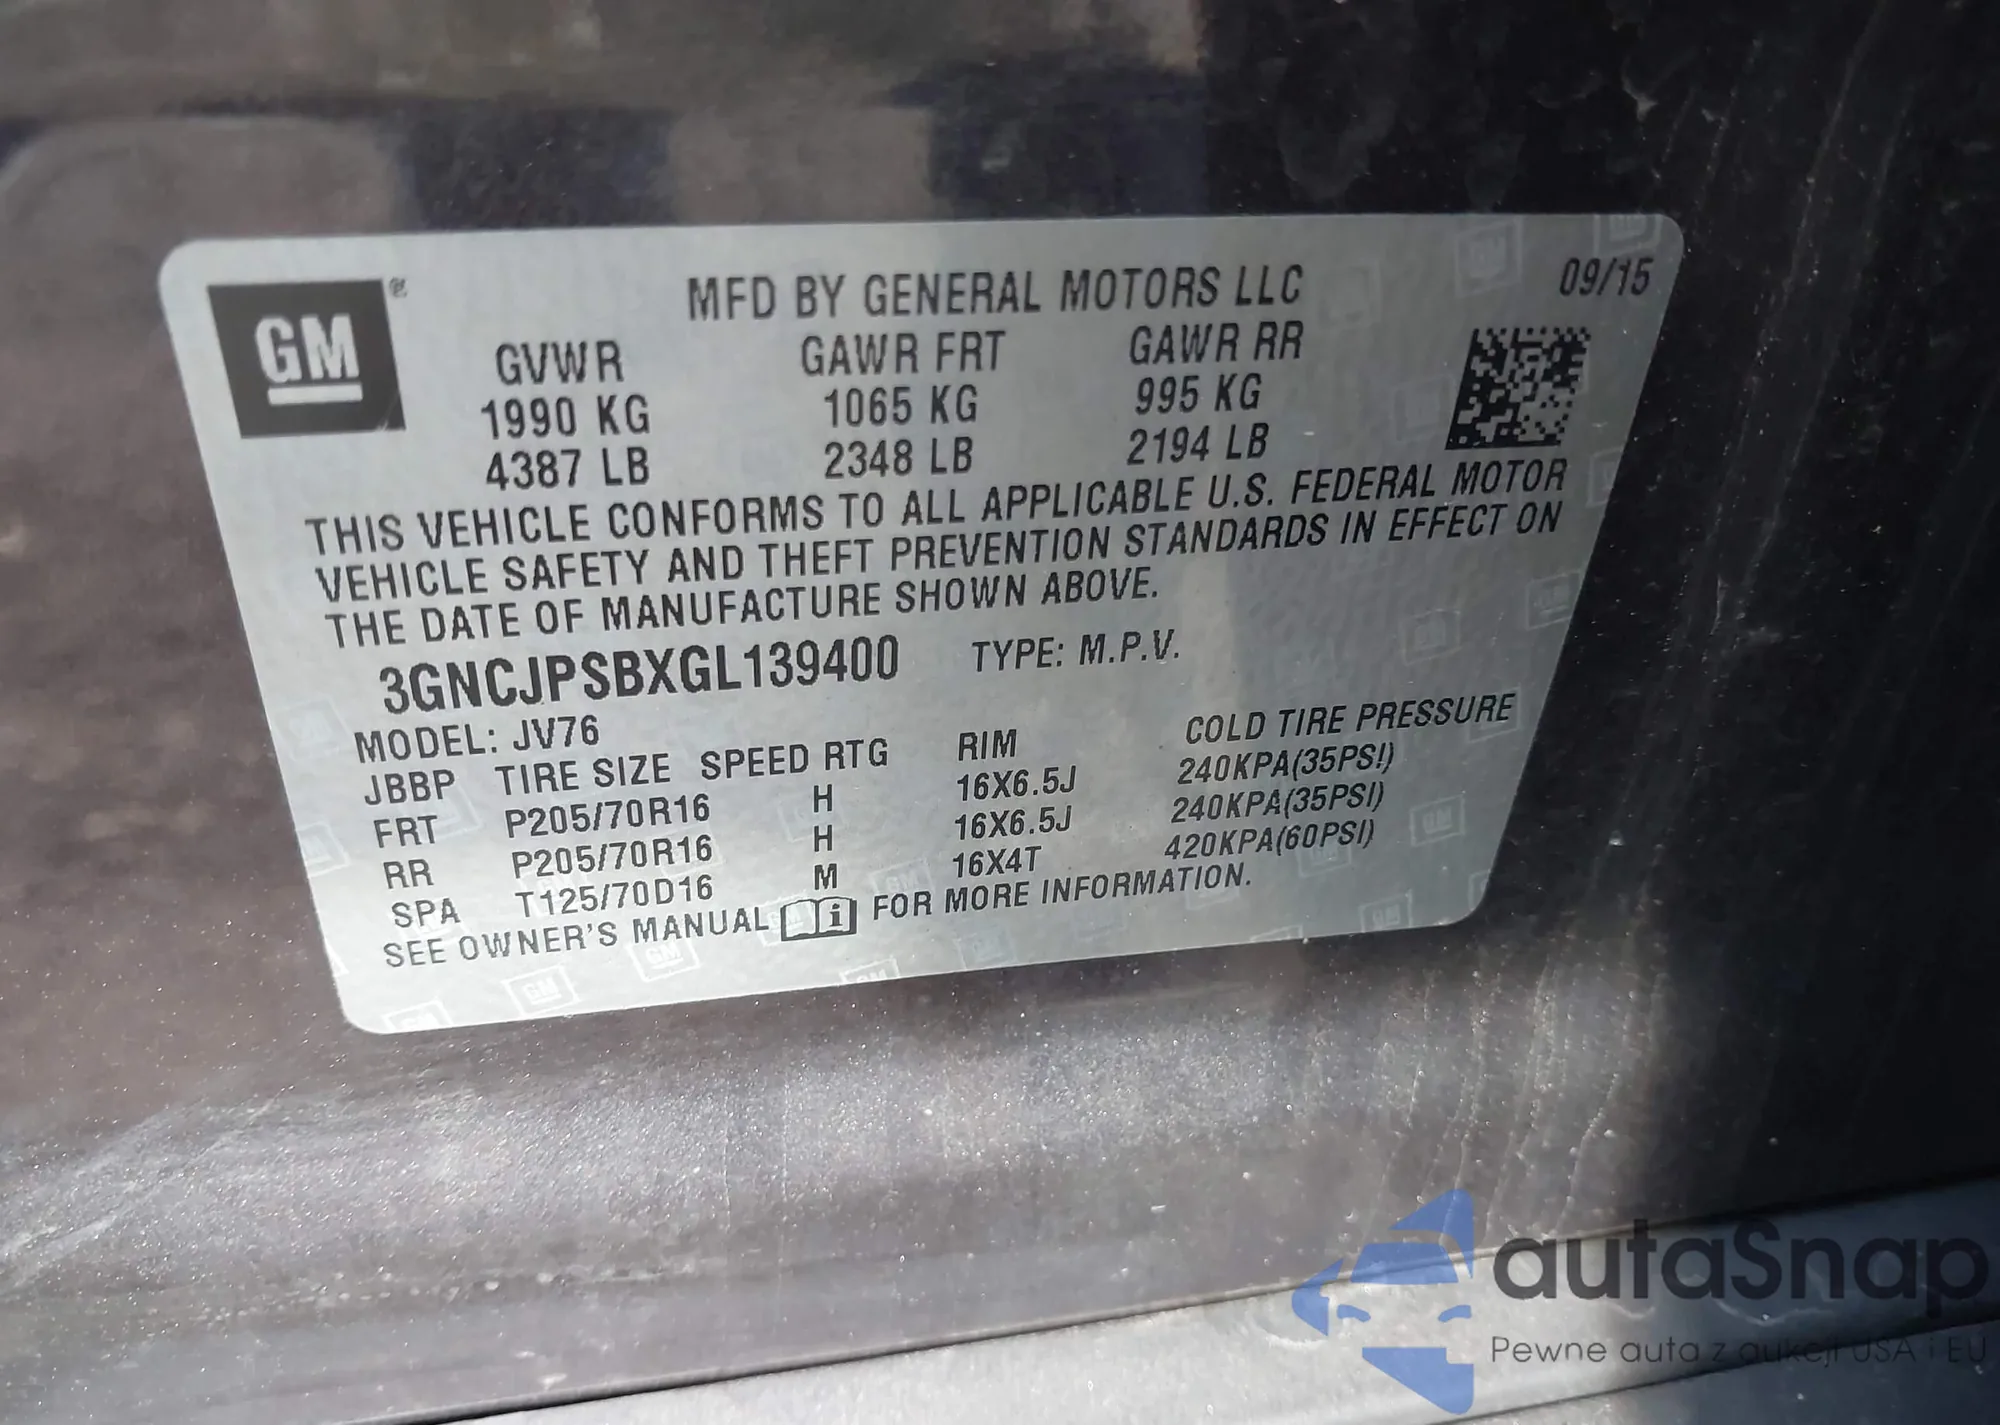 GM®
MFD BY GENERAL MOTORS LLC 09/15
GVWR GAWR FRT GAWR RR
1990 KG 1065 KG 995 KG
4387 LB 2348 LB 2194 LB
THIS VEHICLE CONFORMS TO ALL APPLICABLE U.S. FEDERAL MOTOR
VEHICLE SAFETY AND THEFT PREVENTION STANDARDS IN EFFECT ON
THE DATE OF MANUFACTURE SHOWN ABOVE.
3GNCJPSBXGL139400 TYPE: M.P.V.
MODEL: JV76
JBBP TIRE SIZE SPEED RTG RIM COLD TIRE PRESSURE
FRT P205/70R16 H 16X6.5J 240KPA(35PSI)
RR P205/70R16 H 16X6.5J 240KPA(35PSI)
SPA T125/70D16 M 16X4T 420KPA(60PSI)
SEE OWNER'S MANUAL i FOR MORE INFORMATION.
autaSnap
Pewne auta z aukcji USA i EU